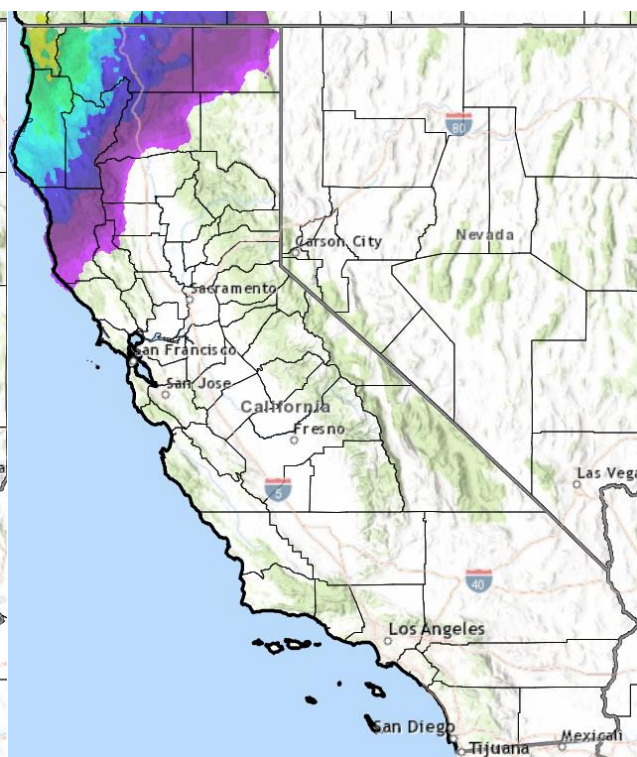 80
Carson City
Nevada
Sacramento
San Francisco
San Jose
California
Fresno
5
Las Vega
40
Los Angeles
San Diego
Tijuana
Mexicali